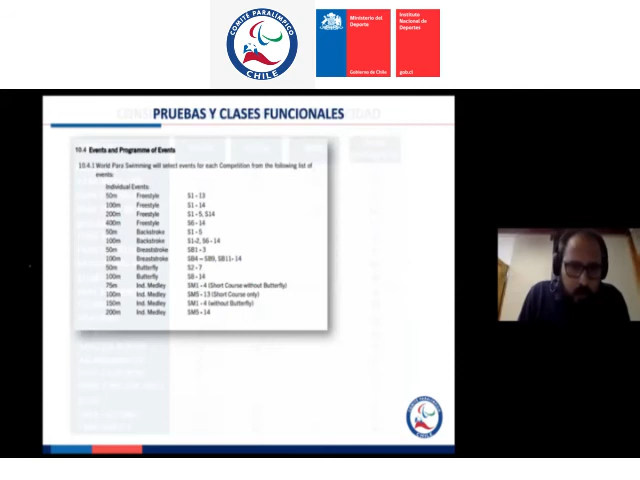 COMITÉ PARALÍMPICO
CHILE
Ministerio del
Deporte
Gobierno de Chile
Instituto
Nacional de
Deportes
gob.cl
PRUEBAS Y CLASES FUNCIONALES
10.4 Events and Programme of Events
10.4.1 World Para Swimming will select events for each Competition from the following list of
events:
Individual Events
50m Freestyle S1 - 13
100m Freestyle S1 - 14
200m Freestyle S1 - 5, S14
400m Freestyle S6 - 14
50m Backstroke S1 - 5
100m Backstroke S1-2, S6 - 14
50m Breaststroke SB1 - 3
100m Breaststroke SB4 – SB9, SB11- 14
50m Butterfly S2 - 7
100m Butterfly S8 - 14
75m Ind. Medley SM1 - 4 (Short Course without Butterfly)
100m Ind. Medley SM5 - 13 (Short Course only)
150m Ind. Medley SM1 - 4 (without Butterfly)
200m Ind. Medley SM5 - 14
COMITÉ PARALÍMPICO
CHILE